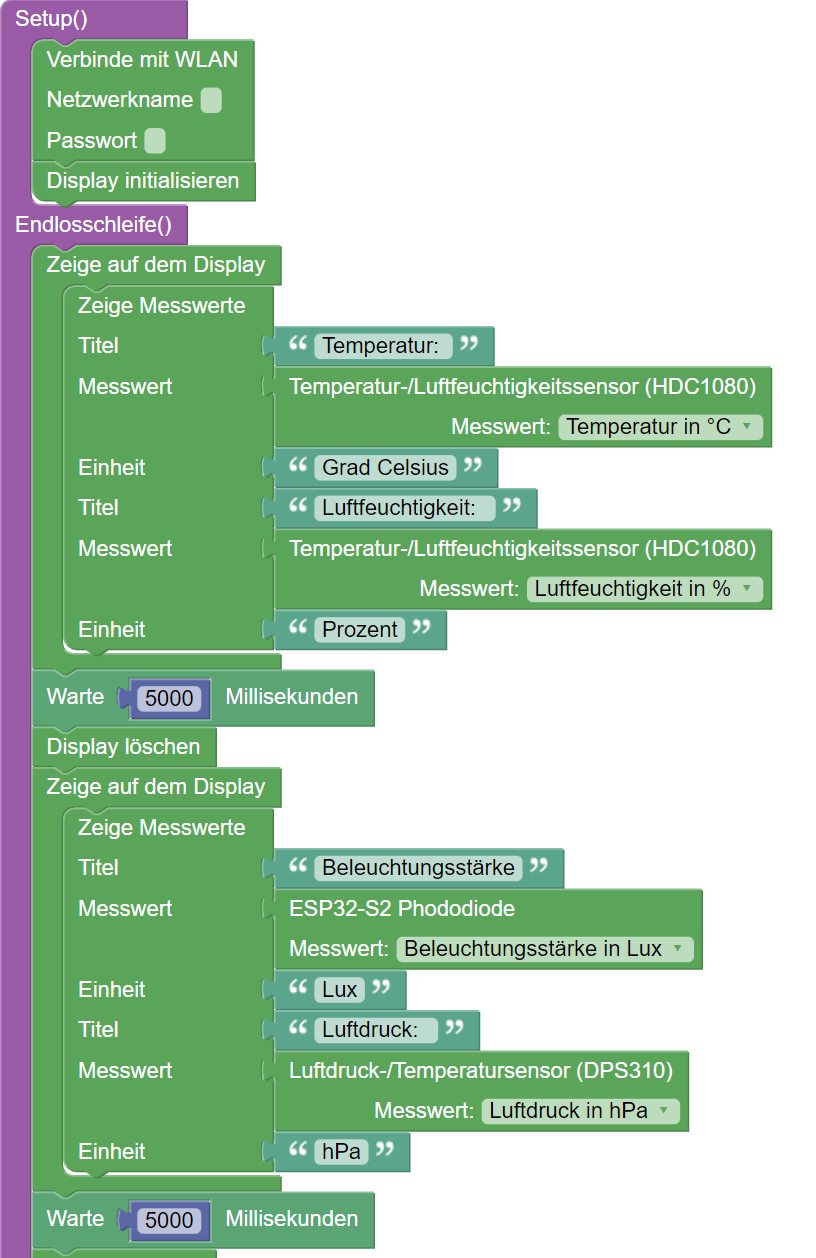 Setup()
Verbinde mit WLAN
Netzwerkname
Passwort
Display initialisieren
Endlosschleife()
Zeige auf dem Display
Zeige Messwerte
Titel “ Temperatur: ”
Messwert Temperatur-/Luftfeuchtigkeitssensor (HDC1080)
Messwert: Temperatur in °C
Einheit “ Grad Celsius ”
Titel “ Luftfeuchtigkeit: ”
Messwert Temperatur-/Luftfeuchtigkeitssensor (HDC1080)
Messwert: Luftfeuchtigkeit in %
Einheit “ Prozent ”
Warte 5000 Millisekunden
Display löschen
Zeige auf dem Display
Zeige Messwerte
Titel “ Beleuchtungsstärke ”
Messwert ESP32-S2 Phododiode
Messwert: Beleuchtungsstärke in Lux
Einheit “ Lux ”
Titel “ Luftdruck: ”
Messwert Luftdruck-/Temperatursensor (DPS310)
Messwert: Luftdruck in hPa
Einheit “ hPa ”
Warte 5000 Millisekunden